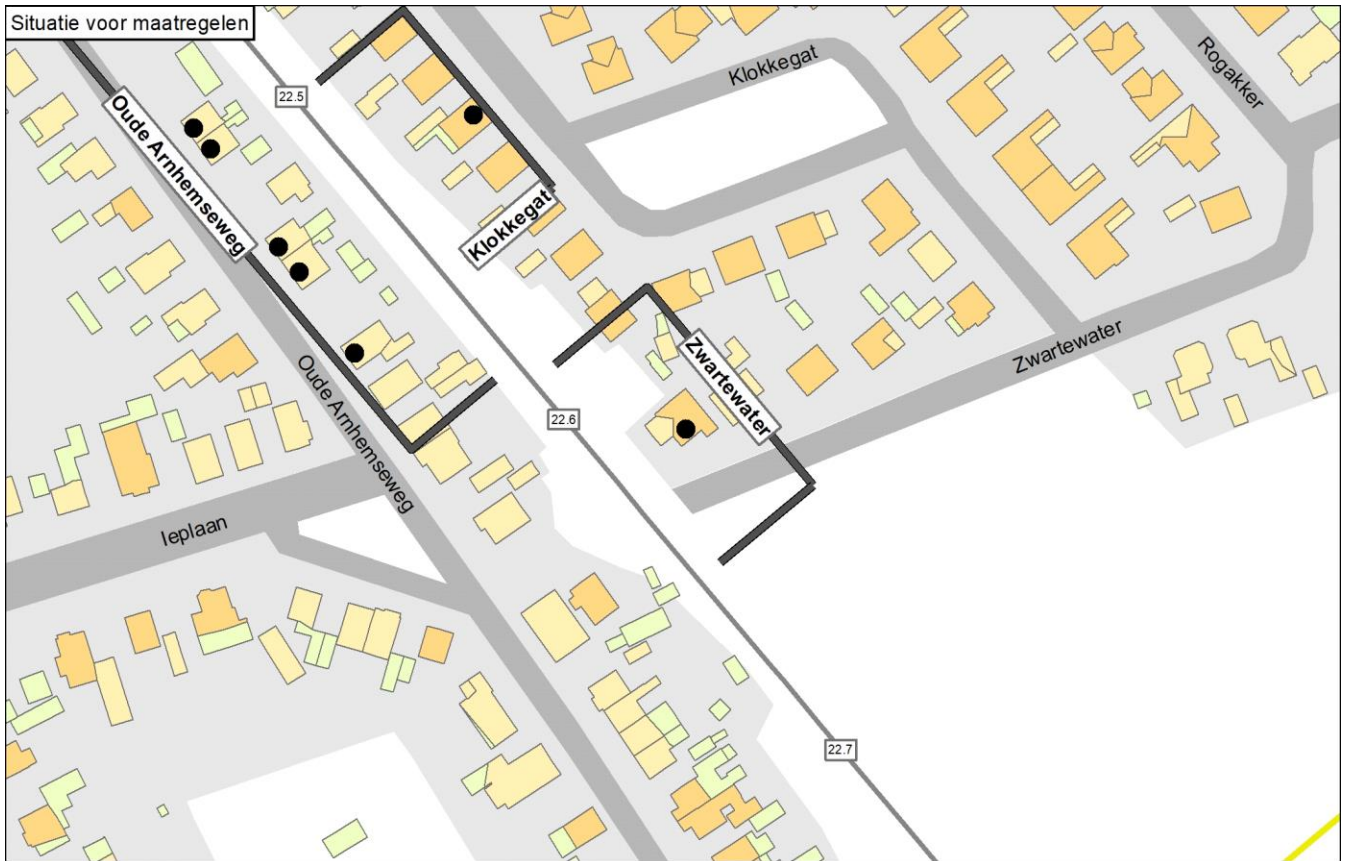 Situatie voor maatregelen
22.5
Klokkegat
Rogakker
Oude Arnhemseweg
Klokkegat
Zwartewater
Zwartewater
Oude Arnhemseweg
22.6
Ieplaan
22.7